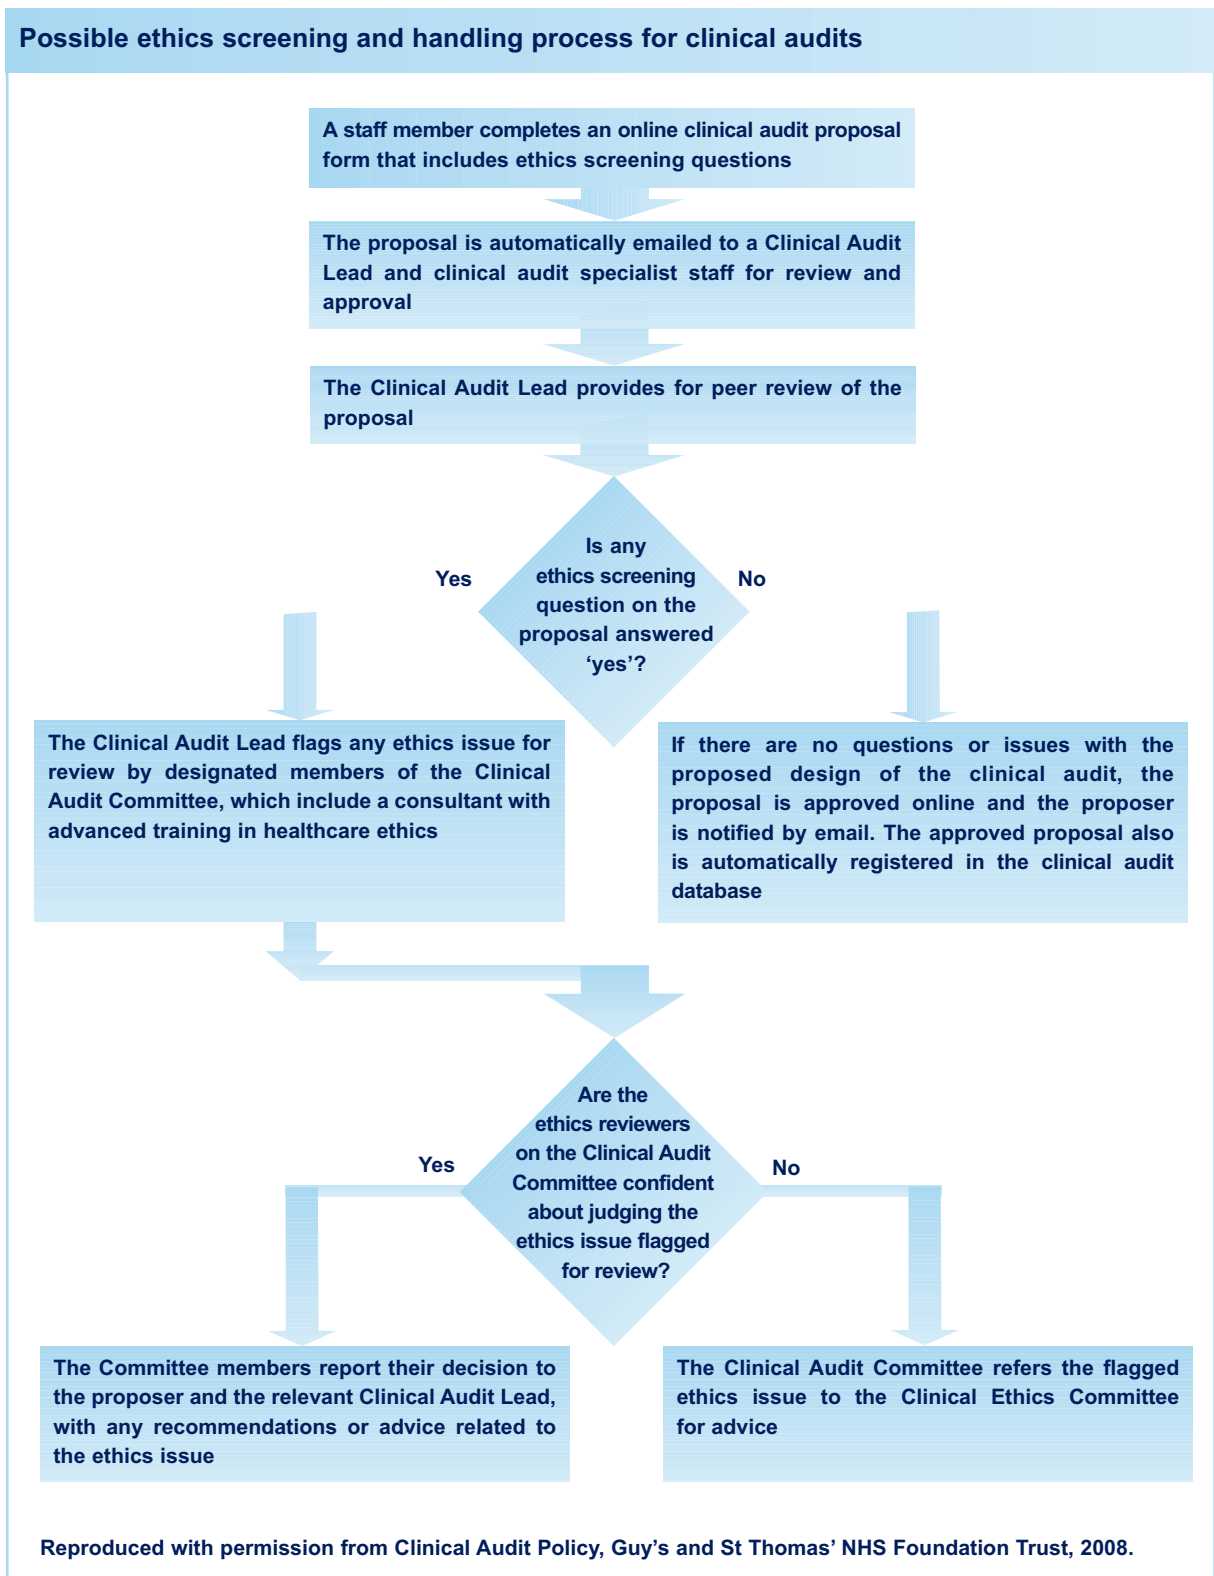 Possible ethics screening and handling process for clinical audits
A staff member completes an online clinical audit proposal
form that includes ethics screening questions
The proposal is automatically emailed to a Clinical Audit
Lead and clinical audit specialist staff for review and
approval
The Clinical Audit Lead provides for peer review of the
proposal
Is any
ethics screening
question on the
proposal answered
‘yes’?
Yes
No
The Clinical Audit Lead flags any ethics issue for
review by designated members of the Clinical
Audit Committee, which include a consultant with
advanced training in healthcare ethics
If there are no questions or issues with the
proposed design of the clinical audit, the
proposal is approved online and the proposer
is notified by email. The approved proposal also
is automatically registered in the clinical audit
database
Are the
ethics reviewers
on the Clinical Audit
Committee confident
about judging the
ethics issue flagged
for review?
Yes
No
The Committee members report their decision to
the proposer and the relevant Clinical Audit Lead,
with any recommendations or advice related to
the ethics issue
The Clinical Audit Committee refers the flagged
ethics issue to the Clinical Ethics Committee
for advice
Reproduced with permission from Clinical Audit Policy, Guy’s and St Thomas’ NHS Foundation Trust, 2008.